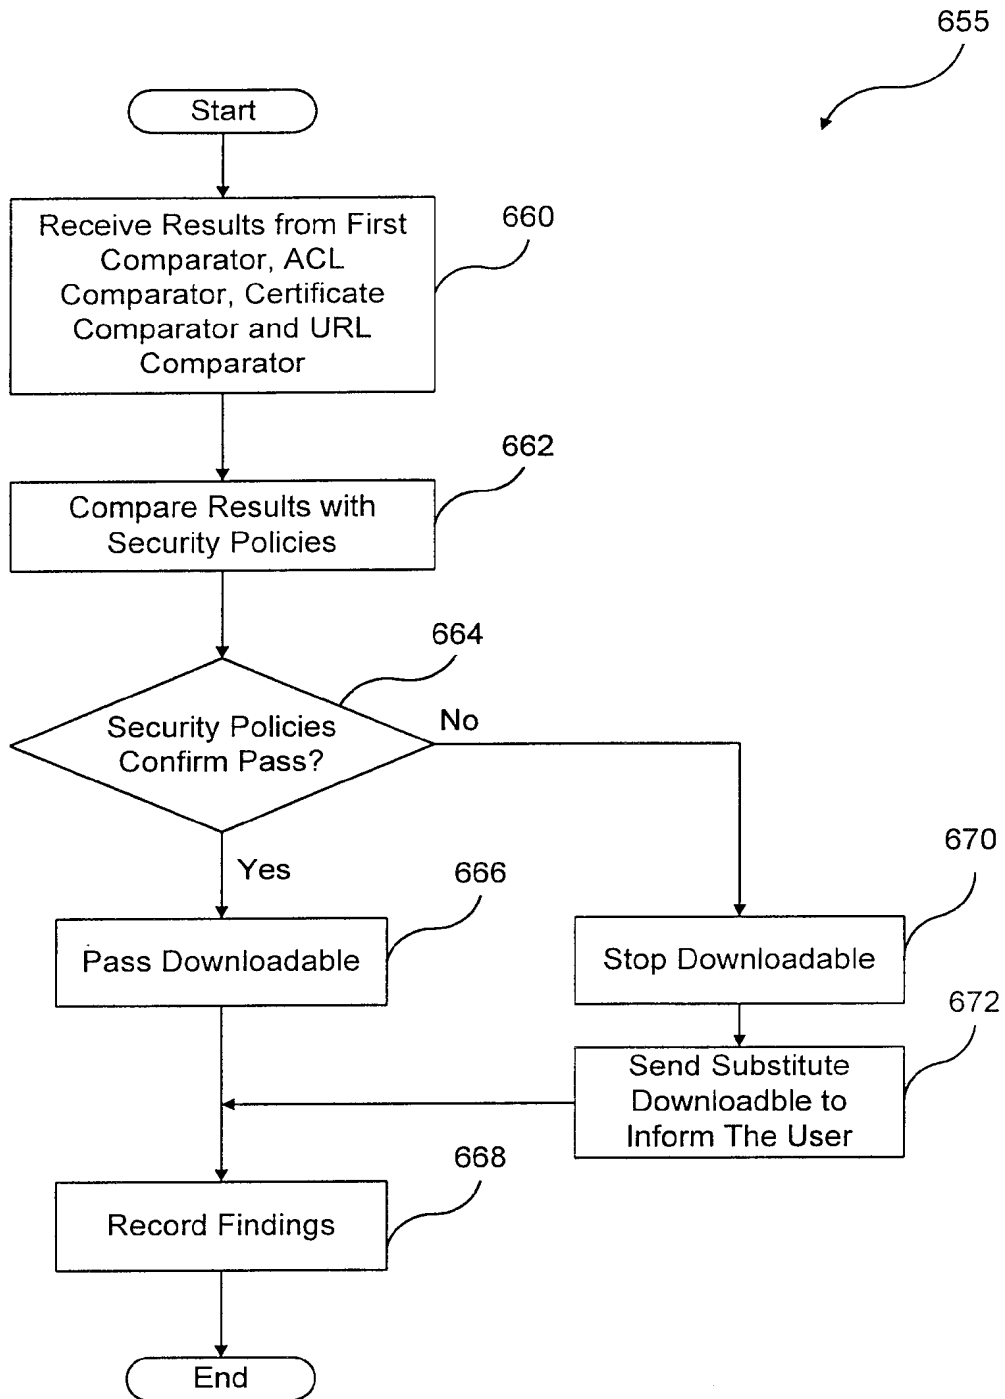 655
Start
Receive Results from First
Comparator, ACL
Comparator, Certificate
Comparator and URL
Comparator
660
662
Compare Results with
Security Policies
664
Security Policies
Confirm Pass?
No
Yes
666
Pass Downloadable
670
Stop Downloadable
672
Send Substitute
Downloadble to
Inform The User
668
Record Findings
End